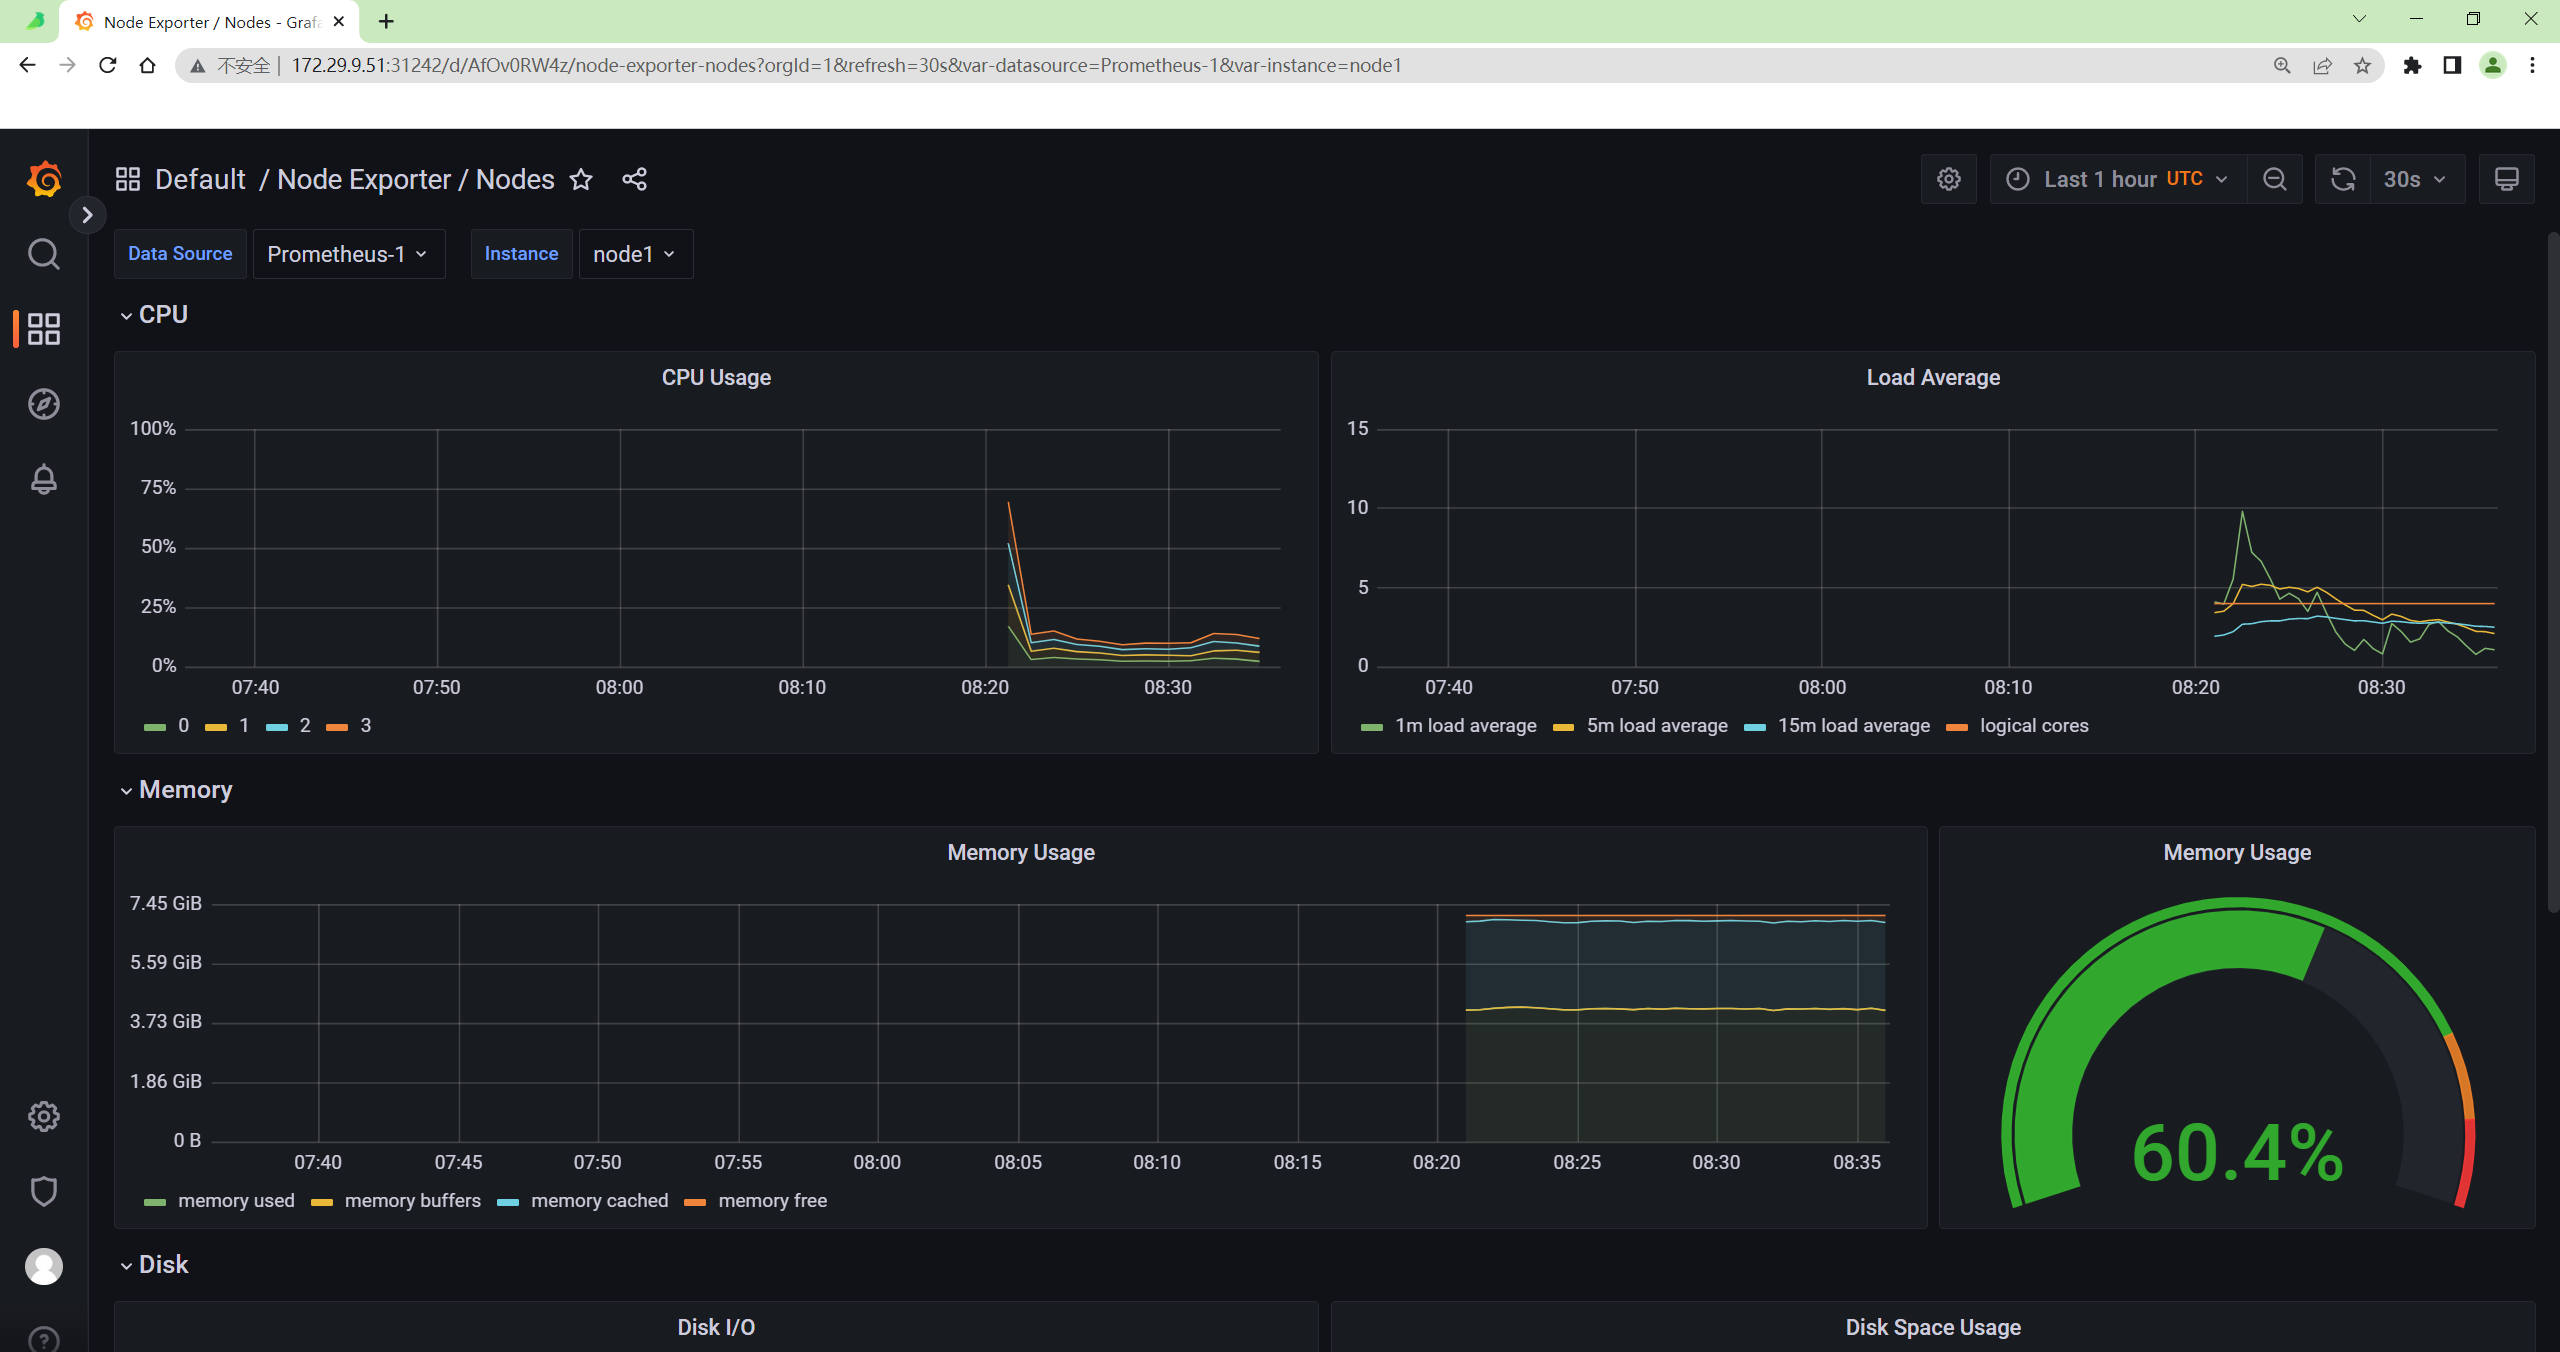 Node Exporter / Nodes - Grafa
不安全 | 172.29.9.51:31242/d/AfOv0RW4z/node-exporter-nodes?orgId=1&refresh=30s&var-datasource=Prometheus-1&var-instance=node1
Default / Node Exporter / Nodes
Last 1 hour UTC
30s
Data Source Prometheus-1 Instance node1
CPU
CPU Usage
100%
75%
50%
25%
0%
07:40 07:50 08:00 08:10 08:20 08:30
0 1 2 3
Load Average
15
10
5
0
07:40 07:50 08:00 08:10 08:20 08:30
1m load average 5m load average 15m load average logical cores
Memory
Memory Usage
7.45 GiB
5.59 GiB
3.73 GiB
1.86 GiB
0 B
07:40 07:45 07:50 07:55 08:00 08:05 08:10 08:15 08:20 08:25 08:30 08:35
memory used memory buffers memory cached memory free
Memory Usage
60.4%
Disk
Disk I/O
Disk Space Usage